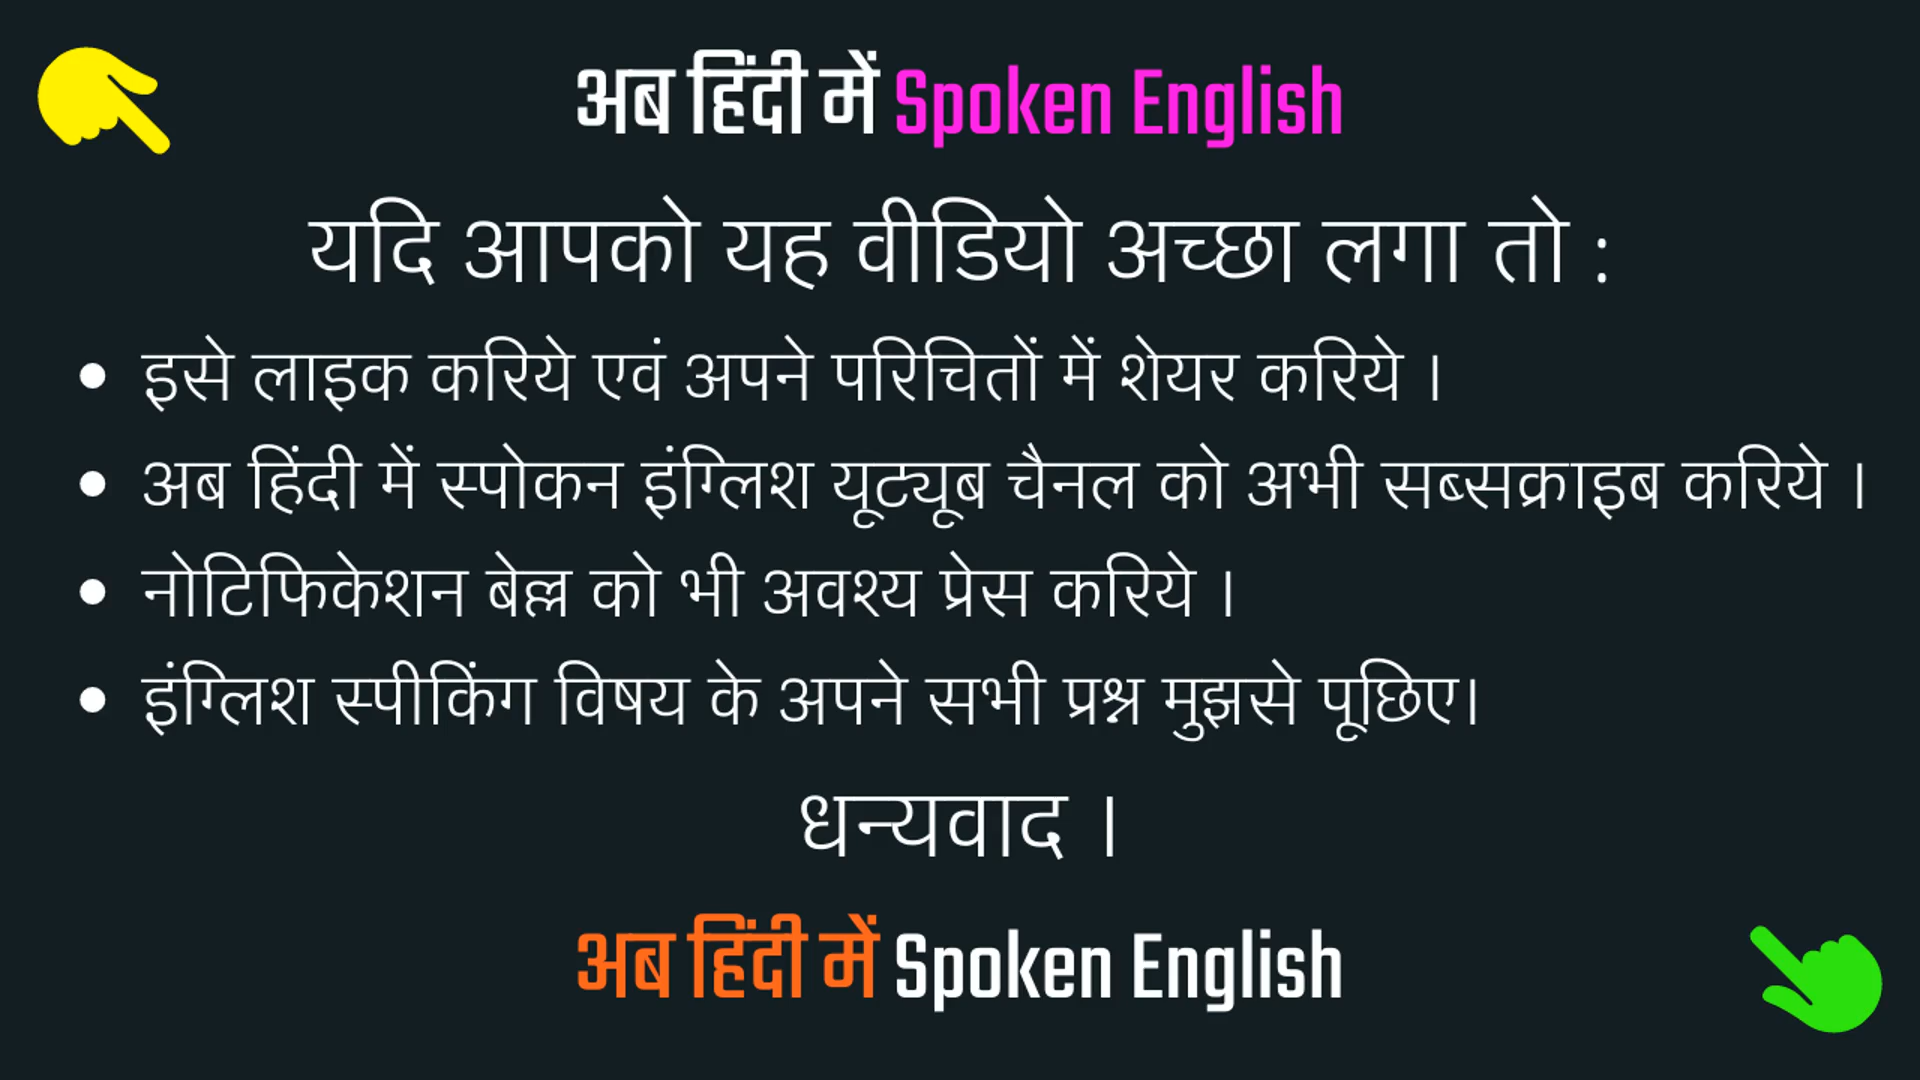 अब हिंदी में Spoken English
यदि आपको यह वीडियो अच्छा लगा तो :
• इसे लाइक करिये एवं अपने परिचितों में शेयर करिये ।
• अब हिंदी में स्पोकन इंग्लिश यूट्यूब चैनल को अभी सब्सक्राइब करिये ।
• नोटिफिकेशन बेल्ल को भी अवश्य प्रेस करिये ।
• इंग्लिश स्पीकिंग विषय के अपने सभी प्रश्न मुझसे पूछिए।
धन्यवाद ।
अब हिंदी में Spoken English